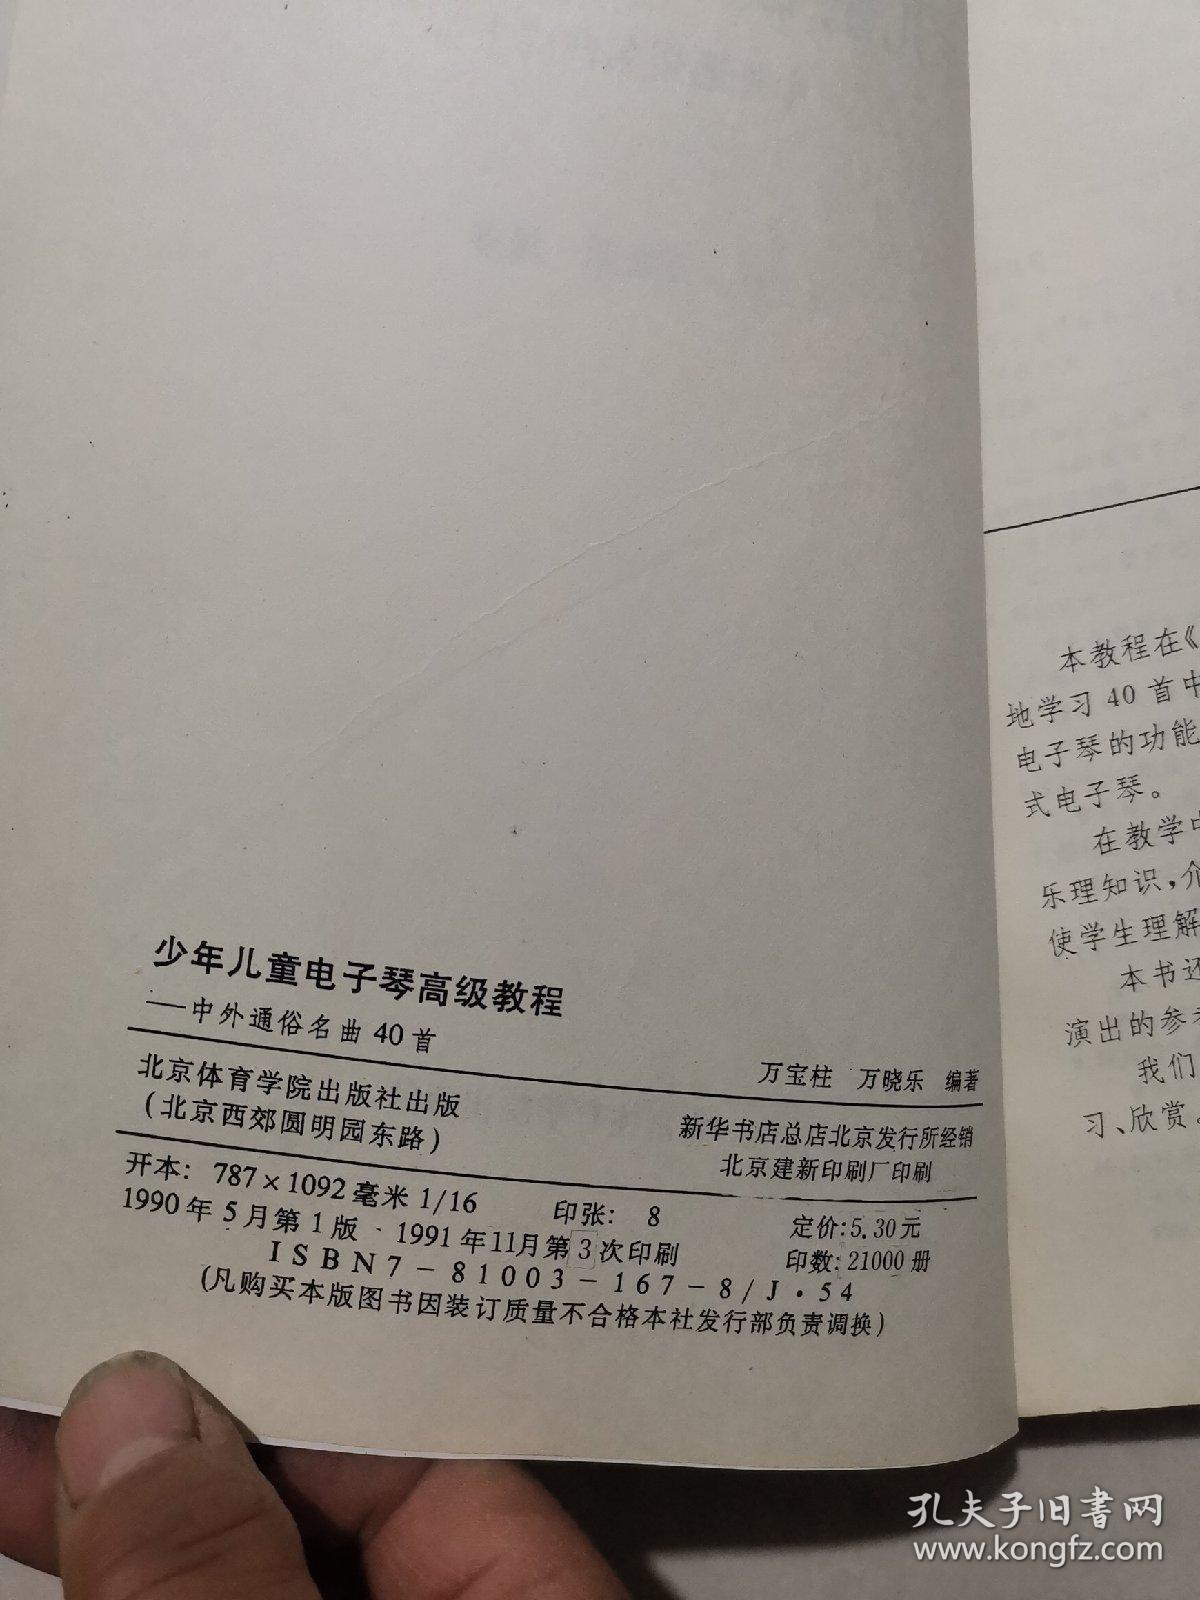 少年儿童电子琴高级教程
——中外通俗名曲40首
万宝柱 万晓乐 编著
北京体育学院出版社出版
(北京西郊圆明园东路)
新华书店总店北京发行所经销
北京建新印刷厂印刷
开本：787×1092毫米1/16 印张：8 定价:5.30元
1990年5月第1版·1991年11月第3次印刷 印数:21000册
ISBN7-81003-167-8/J·54
(凡购买本版图书因装订质量不合格本社发行部负责调换)
本教程在《
地学习40首中
电子琴的功能
式电子琴。
在教学中
乐理知识，介
使学生理解
本书还
演出的参考
我们
习、欣赏。
孔夫子旧书网
www.kongfz.com